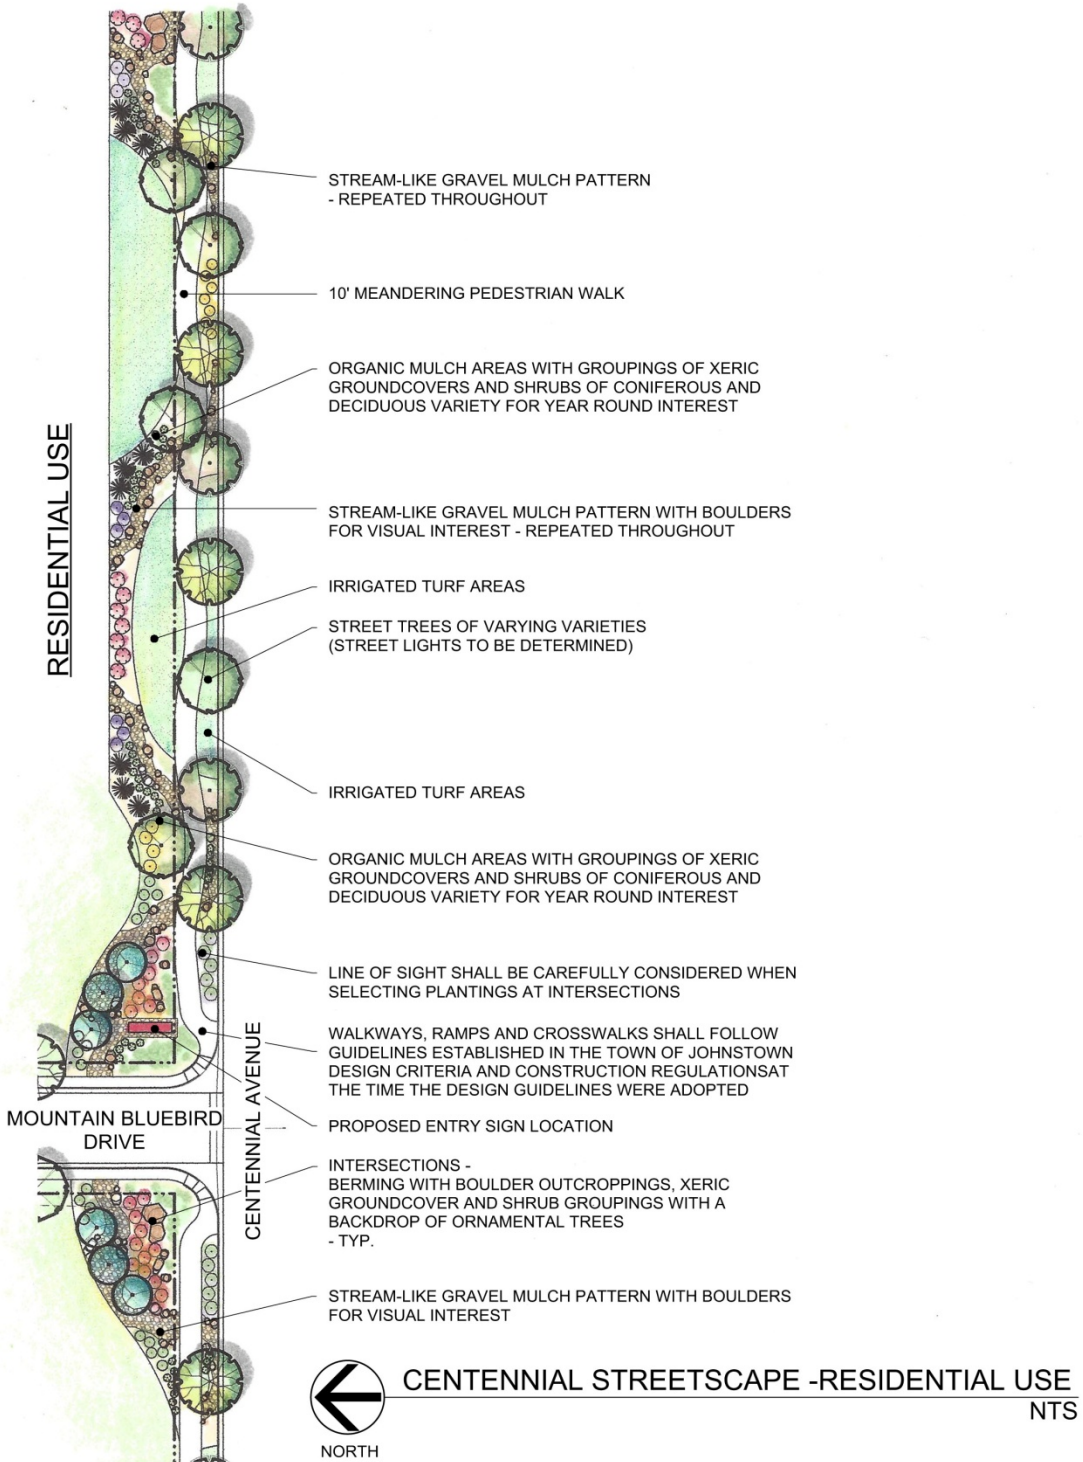 STREAM-LIKE GRAVEL MULCH PATTERN
- REPEATED THROUGHOUT
10' MEANDERING PEDESTRIAN WALK
ORGANIC MULCH AREAS WITH GROUPINGS OF XERIC
GROUNDCOVERS AND SHRUBS OF CONIFEROUS AND
DECIDUOUS VARIETY FOR YEAR ROUND INTEREST
RESIDENTIAL USE
STREAM-LIKE GRAVEL MULCH PATTERN WITH BOULDERS
FOR VISUAL INTEREST - REPEATED THROUGHOUT
IRRIGATED TURF AREAS
STREET TREES OF VARYING VARIETIES
(STREET LIGHTS TO BE DETERMINED)
IRRIGATED TURF AREAS
ORGANIC MULCH AREAS WITH GROUPINGS OF XERIC
GROUNDCOVERS AND SHRUBS OF CONIFEROUS AND
DECIDUOUS VARIETY FOR YEAR ROUND INTEREST
LINE OF SIGHT SHALL BE CAREFULLY CONSIDERED WHEN
SELECTING PLANTINGS AT INTERSECTIONS
WALKWAYS, RAMPS AND CROSSWALKS SHALL FOLLOW
GUIDELINES ESTABLISHED IN THE TOWN OF JOHNSTOWN
DESIGN CRITERIA AND CONSTRUCTION REGULATIONSAT
THE TIME THE DESIGN GUIDELINES WERE ADOPTED
MOUNTAIN BLUEBIRD
DRIVE
CENTENNIAL AVENUE
PROPOSED ENTRY SIGN LOCATION
INTERSECTIONS -
BERMING WITH BOULDER OUTCROPPINGS, XERIC
GROUNDCOVER AND SHRUB GROUPINGS WITH A
BACKDROP OF ORNAMENTAL TREES
- TYP.
STREAM-LIKE GRAVEL MULCH PATTERN WITH BOULDERS
FOR VISUAL INTEREST
CENTENNIAL STREETSCAPE -RESIDENTIAL USE
NTS
NORTH